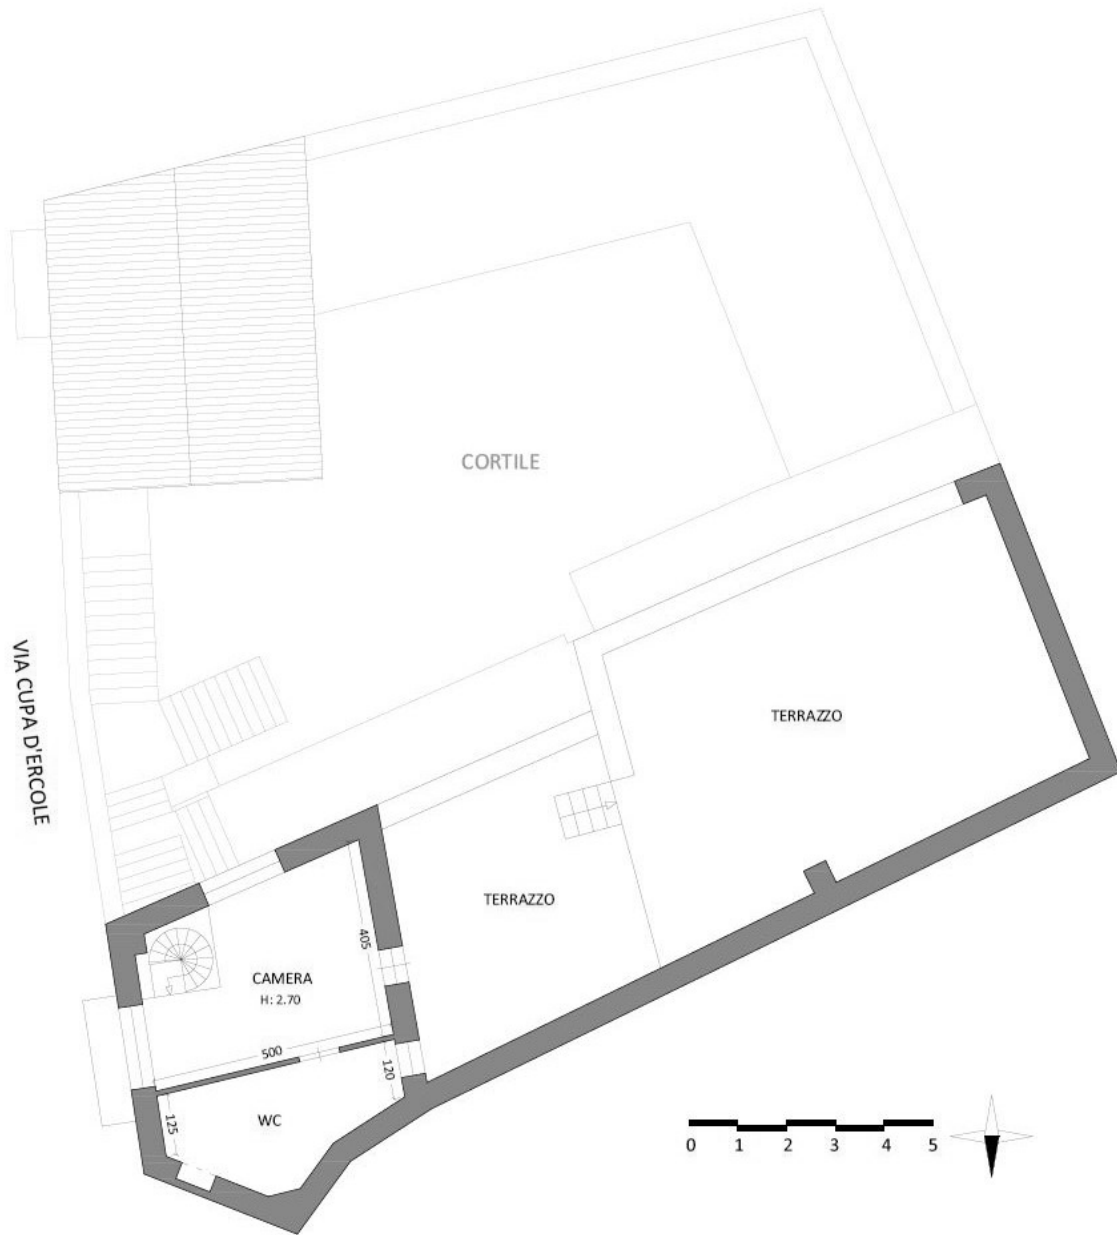 CORTILE
VIA CUPA D'ERCOLE
TERRAZZO
TERRAZZO
405
CAMERA
H: 2.70
500
120
125
WC
0 1 2 3 4 5